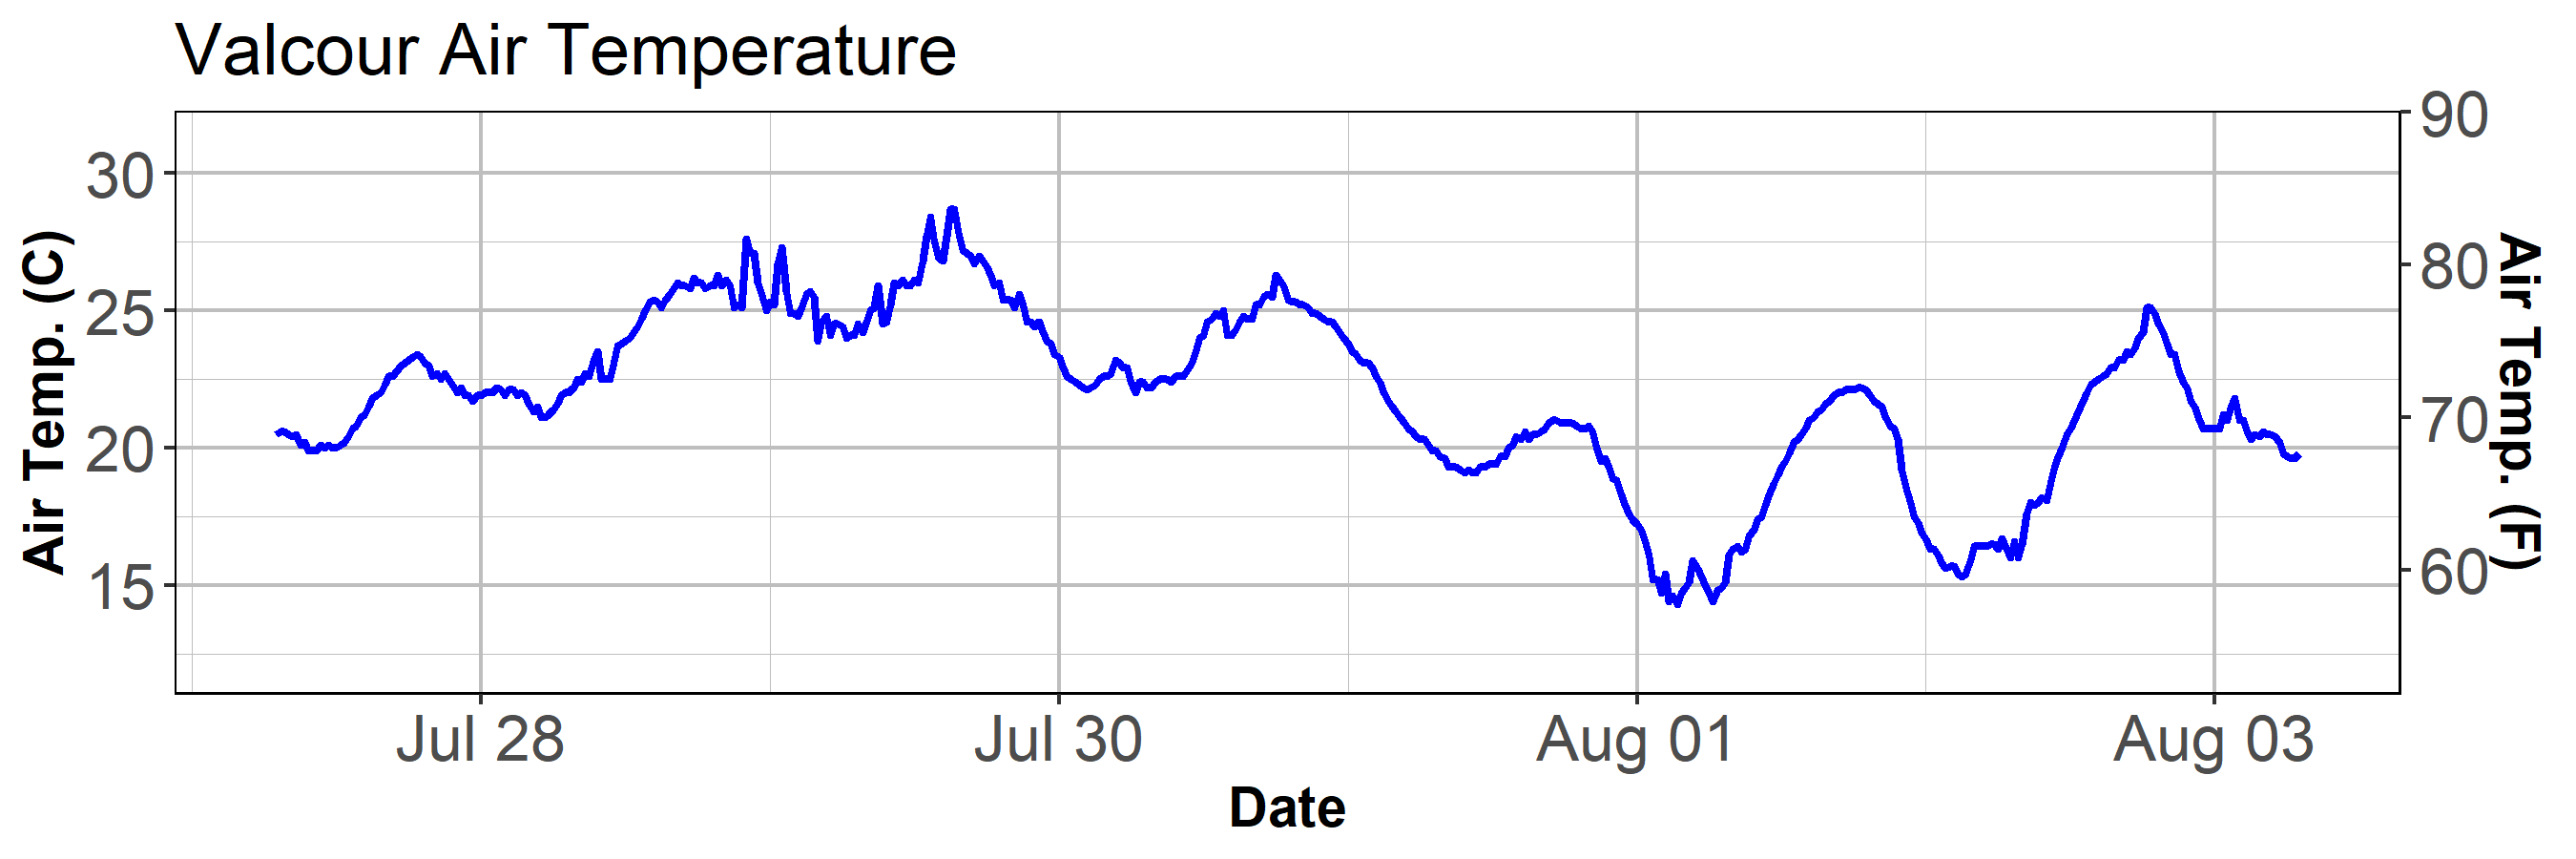 Valcour Air Temperature
Air Temp. (C)
30
25
20
15
90
80
70
60
Air Temp. (F)
Jul 28
Jul 30
Aug 01
Aug 03
Date